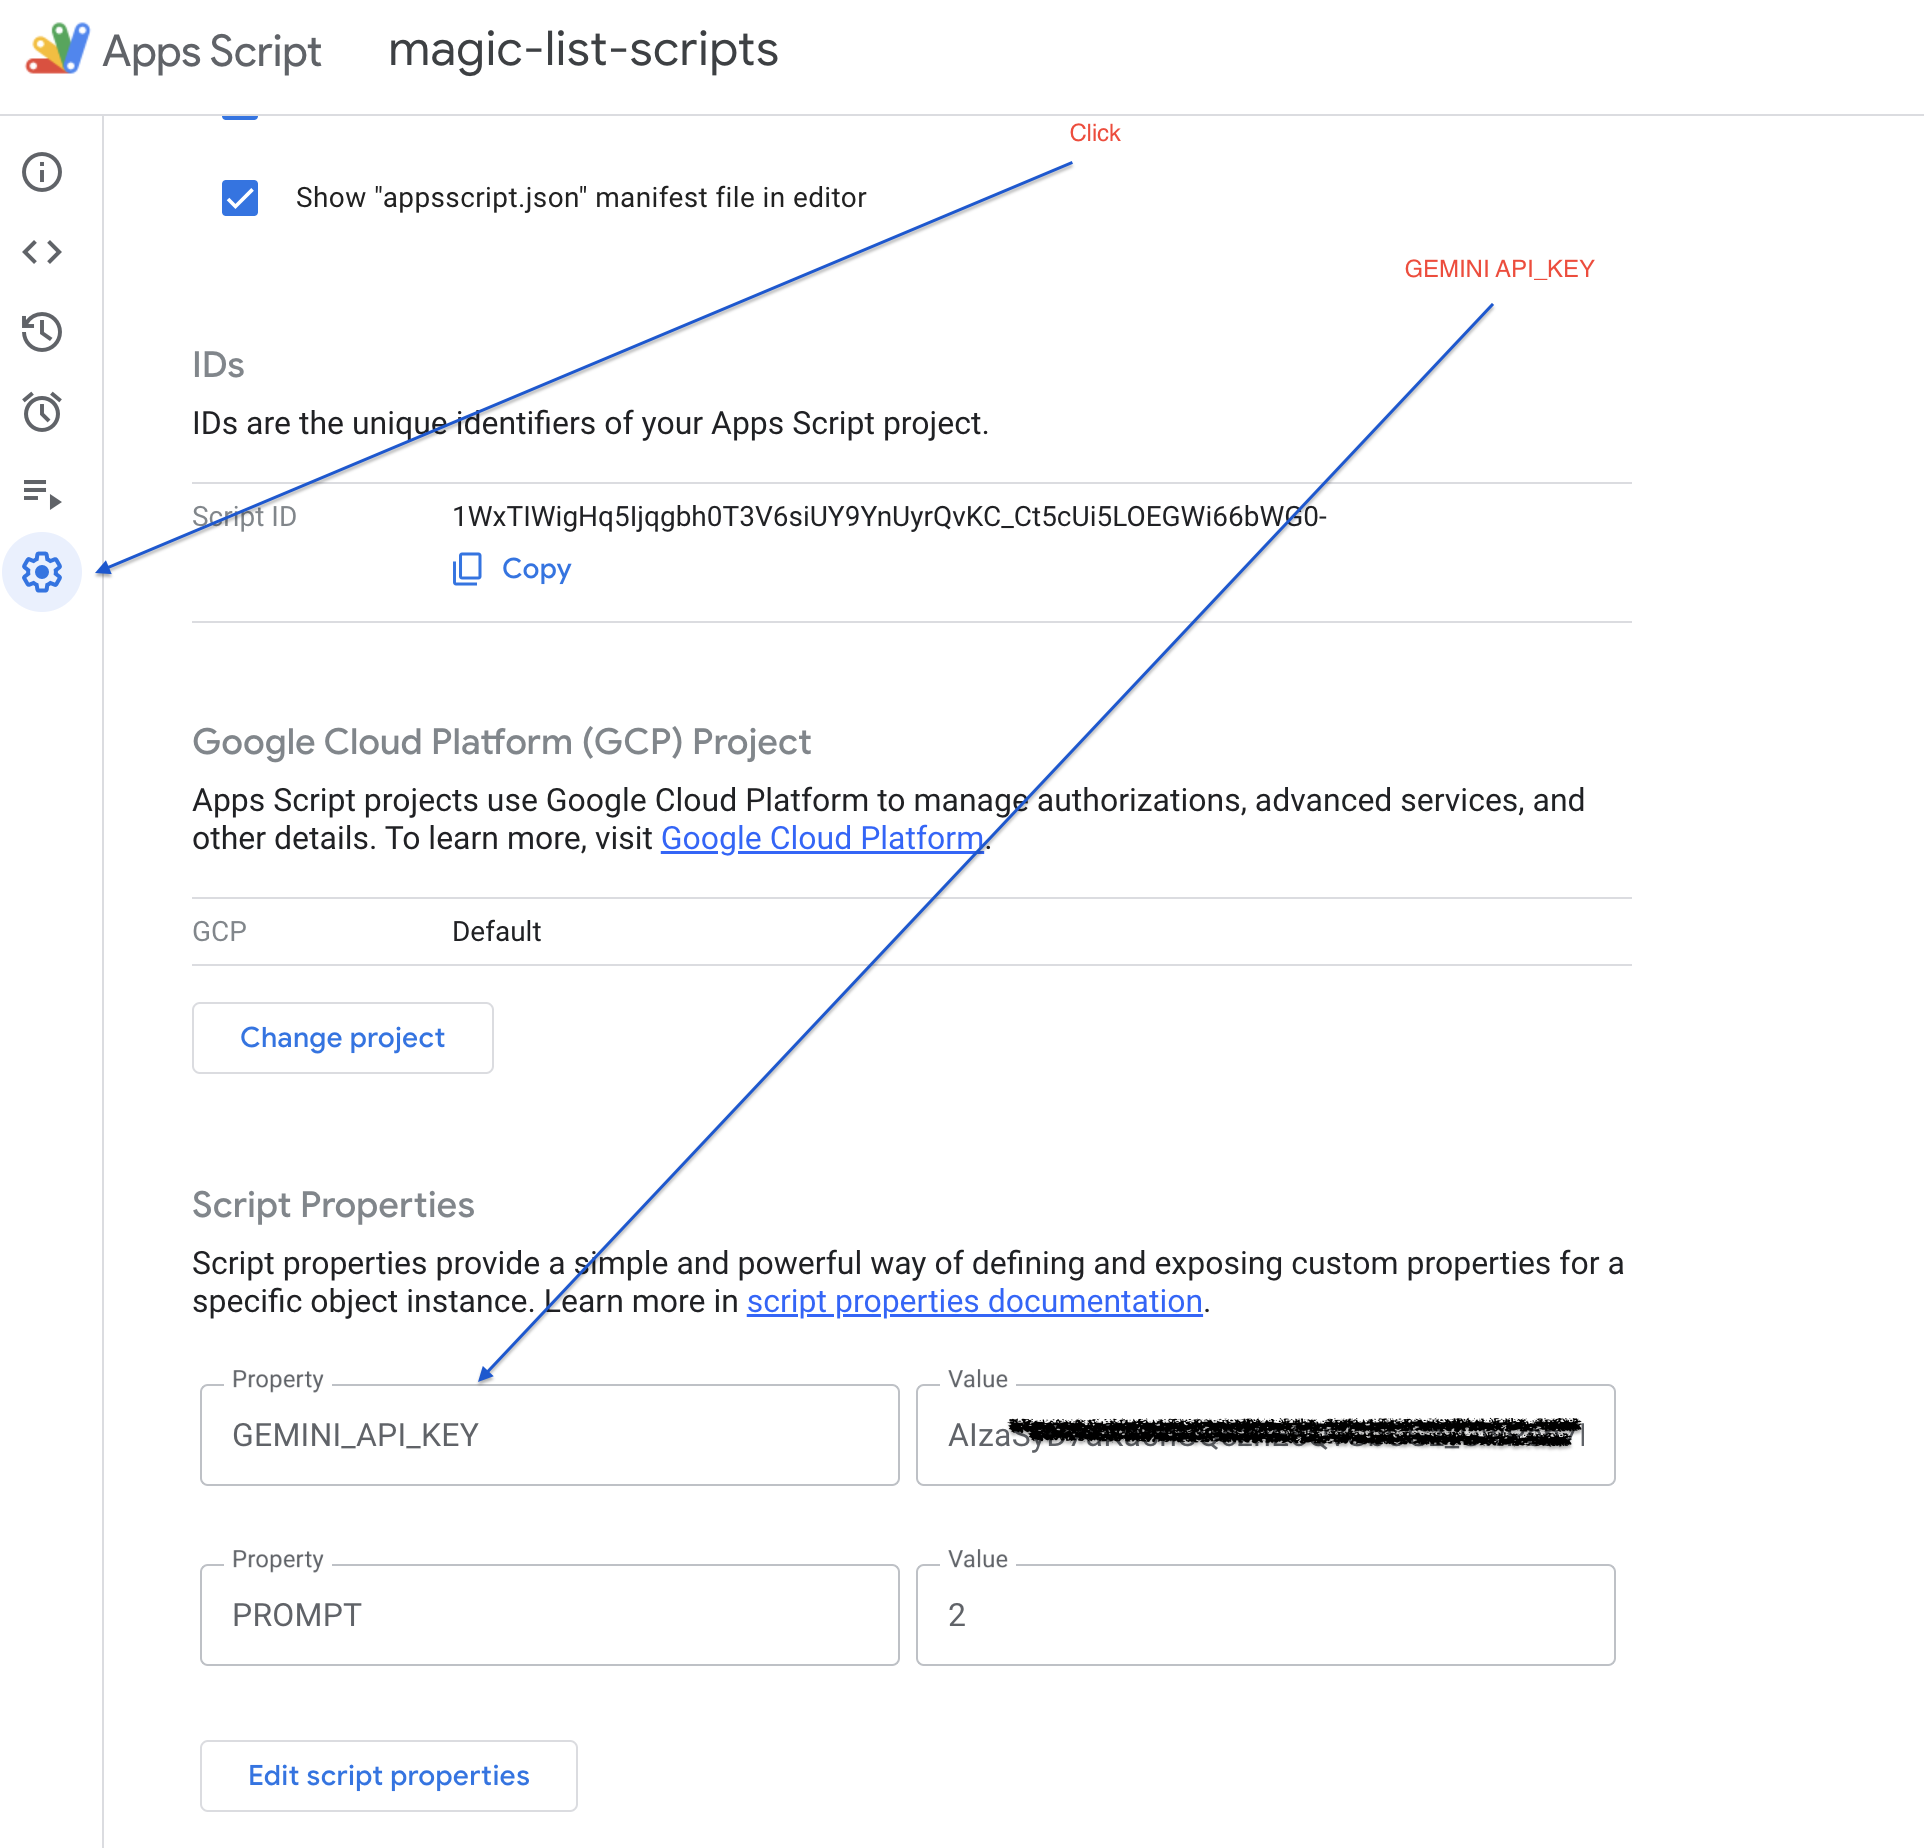 Apps Script
magic-list-scripts
Click
Show "appsscript.json" manifest file in editor
GEMINI API_KEY
IDs
IDs are the unique identifiers of your Apps Script project.
Script ID
1WxTIWigHq5Ijqgbh0T3V6siUY9YnUyrQvKC_Ct5cUi5LOEGWi66bWG0-
Copy
Google Cloud Platform (GCP) Project
Apps Script projects use Google Cloud Platform to manage authorizations, advanced services, and
other details. To learn more, visit Google Cloud Platform.
GCP
Default
Change project
Script Properties
Script properties provide a simple and powerful way of defining and exposing custom properties for a
specific object instance. Learn more in script properties documentation.
Property
Value
GEMINI_API_KEY
Property
Value
PROMPT
2
Edit script properties